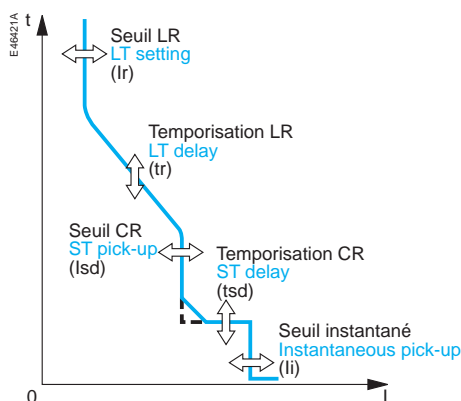 t
E46421A
Seuil LR
LT setting
(Ir)
Temporisation LR
LT delay
(tr)
Seuil CR
ST pick-up
(Isd)
Temporisation CR
ST delay
(tsd)
Seuil instantané
Instantaneous pick-up
(Ii)
0
I